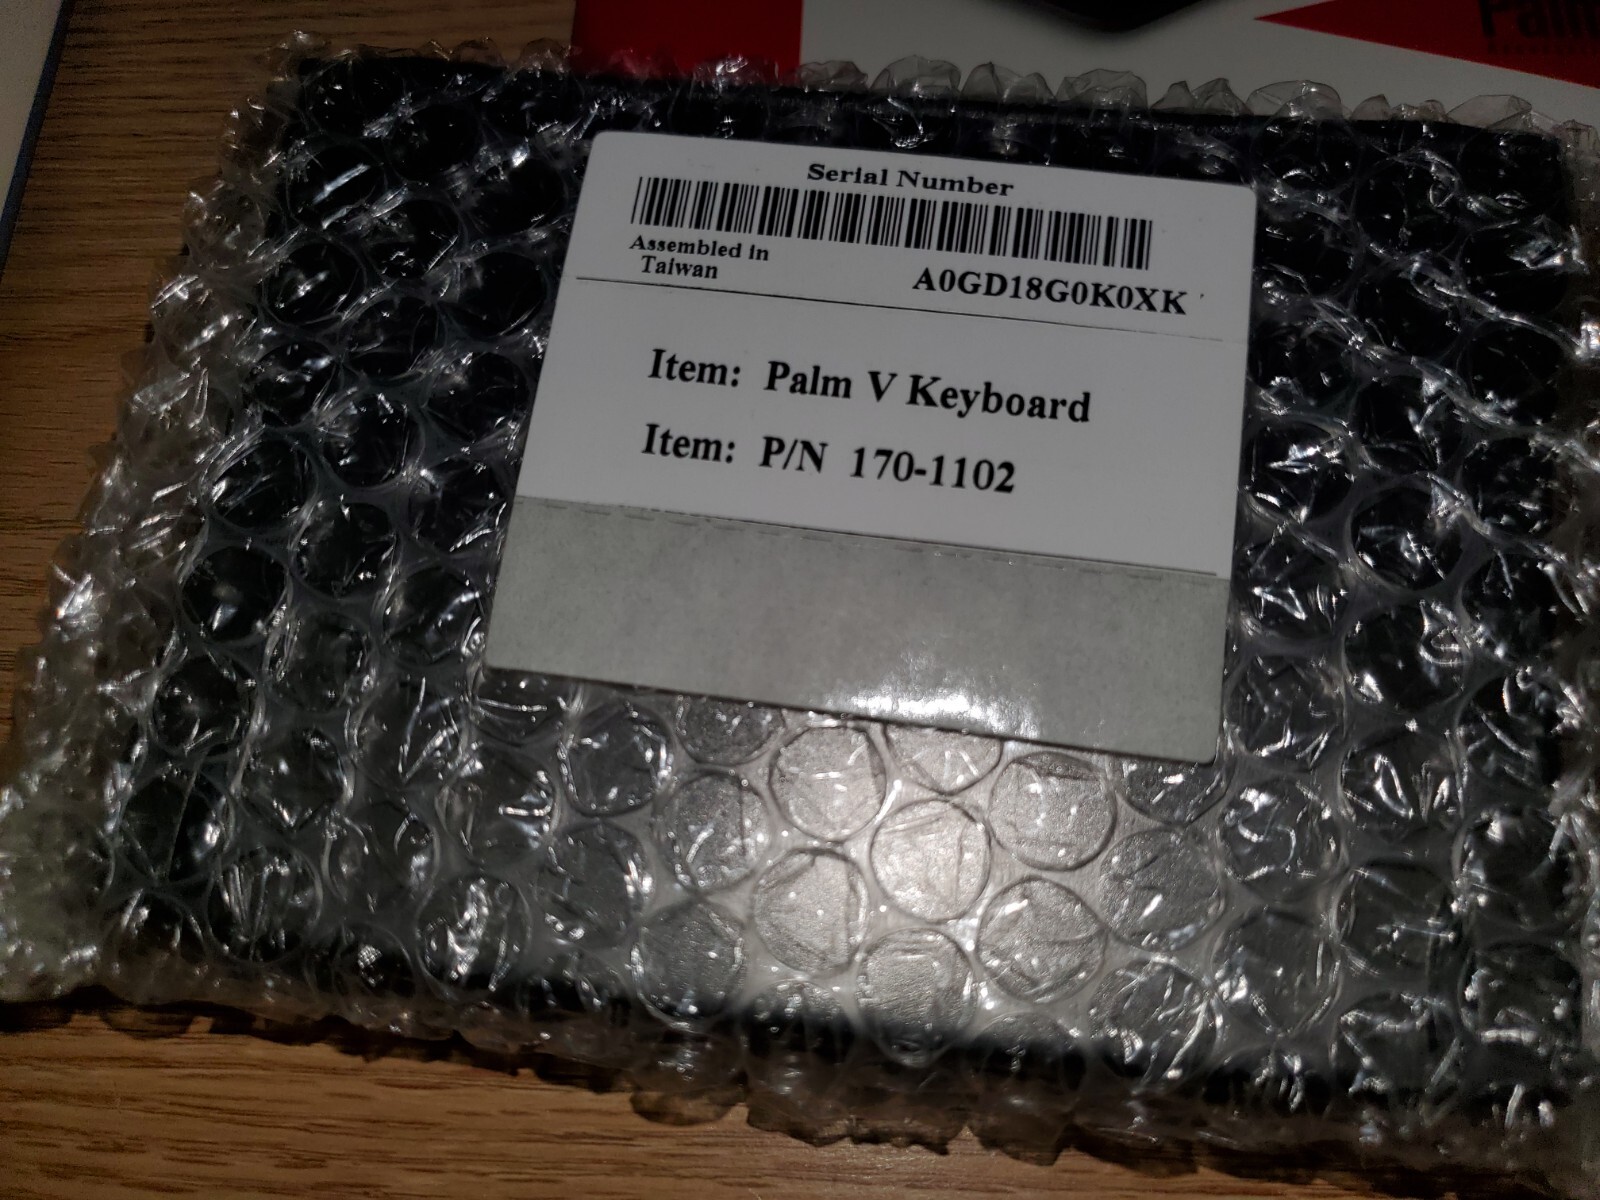 Serial Number
Assembled in
Taiwan
A0GD18G0K0XK
Item: Palm V Keyboard
Item: P/N 170-1102